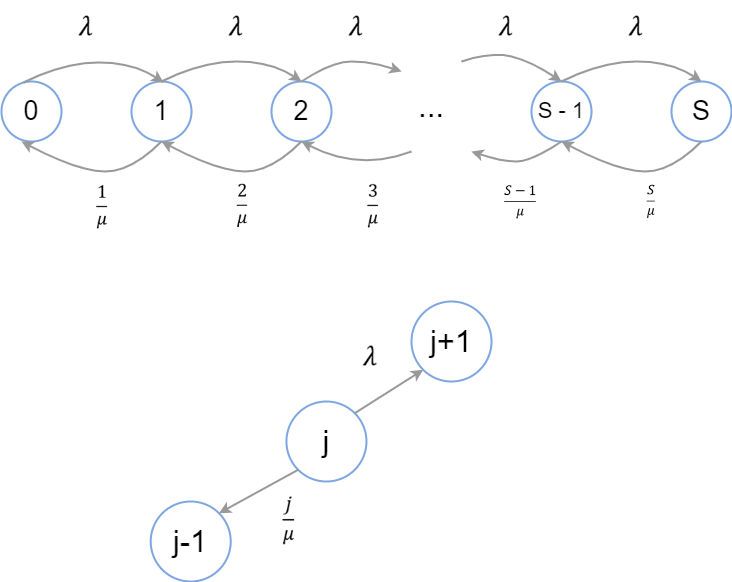 λ λ λ λ λ
0 1 2 ... S - 1 S
1/μ 2/μ 3/μ S − 1/μ S/μ
j+1
λ
j
j/μ
j-1